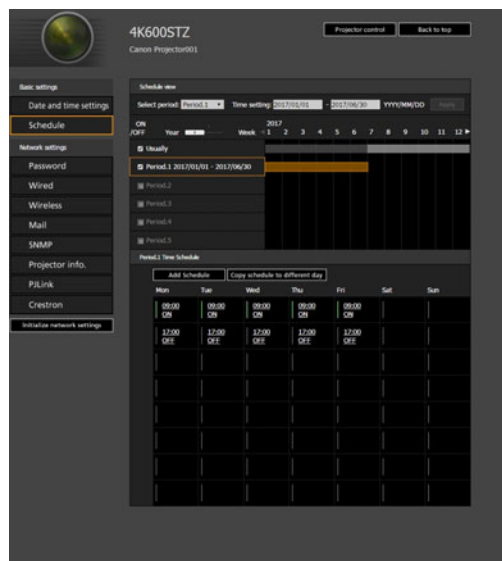 4K600STZ
Canon Projector001
Projector control
Back to top
Basic settings
Date and time settings
Schedule
Network settings
Password
Wired
Wireless
Mail
SNMP
Projector info.
PJLink
Crestron
Initialize network settings
Schedule view
Select period: Period.1 Time setting: 2017/01/01 - 2017/06/30 YYYY/MM/DD Apply
ON
/OFF Year Week 2017
1 2 3 4 5 6 7 8 9 10 11 12
Usually
Period.1 2017/01/01 - 2017/06/30
Period.2
Period.3
Period.4
Period.5
Period.1 Time Schedule
Add Schedule Copy schedule to different day
Mon Tue Wed Thu Fri Sat Sun
09:00 09:00 09:00 09:00 09:00
ON ON ON ON ON
17:00 17:00 17:00 17:00 17:00
OFF OFF OFF OFF OFF